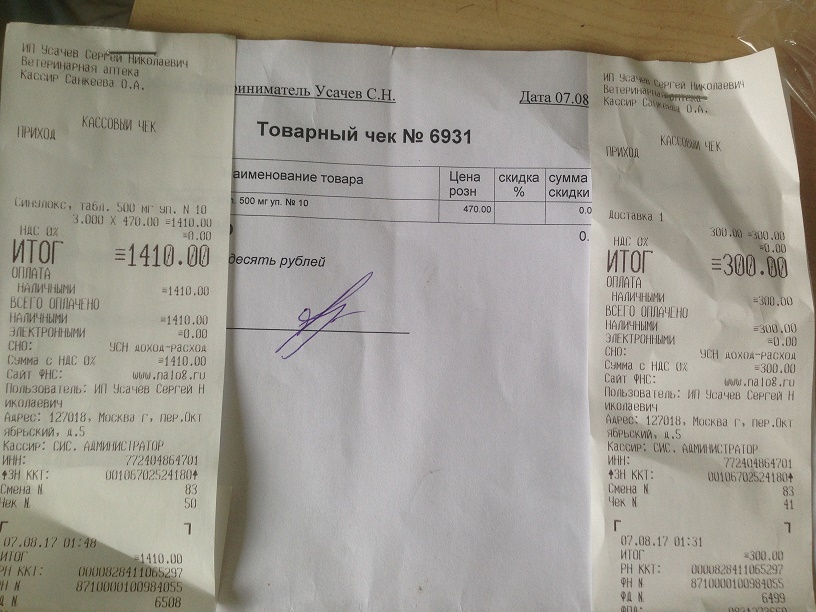 ИП Усачев Сергей Николаевич
Ветеринарная аптека
Кассир Санкеева О.А.
КАССОВЫЙ ЧЕК
ПРИХОД
Синулокс, табл. 500 мг уп. N 10
3.000 X 470.00 =1410.00
НДС 0% =0.00
ИТОГ =1410.00
ОПЛАТА
НАЛИЧНЫМИ =1410.00
ВСЕГО ОПЛАЧЕНО
НАЛИЧНЫМИ =1410.00
ЭЛЕКТРОННЫМИ =0.00
СНО: УСН доход-расход
Сумма с НДС 0% =1410.00
Сайт ФНС: www.nalog.ru
Пользователь: ИП Усачев Сергей Н
иколаевич
Адрес: 127018, Москва г, пер.Окт
ябрьский, д.5
Кассир: СИС. АДМИНИСТРАТОР
ИНН: 772404864701
ЗН ККТ: 00106702524180
Смена N 83
Чек N 50
07.08.17 01:48
ИТОГ =1410.00
РН ККТ: 0000828411065297
ФН N 8710000100984055
ФД N 6508
риниматель Усачев С.Н.
Дата 07.08
Товарный чек № 6931
аименование товара Цена розн скидка % сумма скидки
. 500 мг уп. № 10 470.00 0.0
0.
десять рублей
ИП Усачев Сергей Николаевич
Ветеринарная аптека
Кассир Санкеева О.А.
КАССОВЫЙ ЧЕК
ПРИХОД
Доставка 1
300.00 =300.00
НДС 0% =0.00
ИТОГ =300.00
ОПЛАТА
НАЛИЧНЫМИ =300.00
ВСЕГО ОПЛАЧЕНО
НАЛИЧНЫМИ =300.00
ЭЛЕКТРОННЫМИ =0.00
СНО: УСН доход-расход
Сумма с НДС 0% =300.00
Сайт ФНС: www.nalog.ru
Пользователь: ИП Усачев Сергей Н
иколаевич
Адрес: 127018, Москва г, пер.Окт
ябрьский, д.5
Кассир: СИС. АДМИНИСТРАТОР
ИНН: 772404864701
ЗН ККТ: 00106702524180
Смена N 83
Чек N 41
07.08.17 01:31
ИТОГ =300.00
РН ККТ: 0000828411065297
ФН N 8710000100984055
ФД N 6499